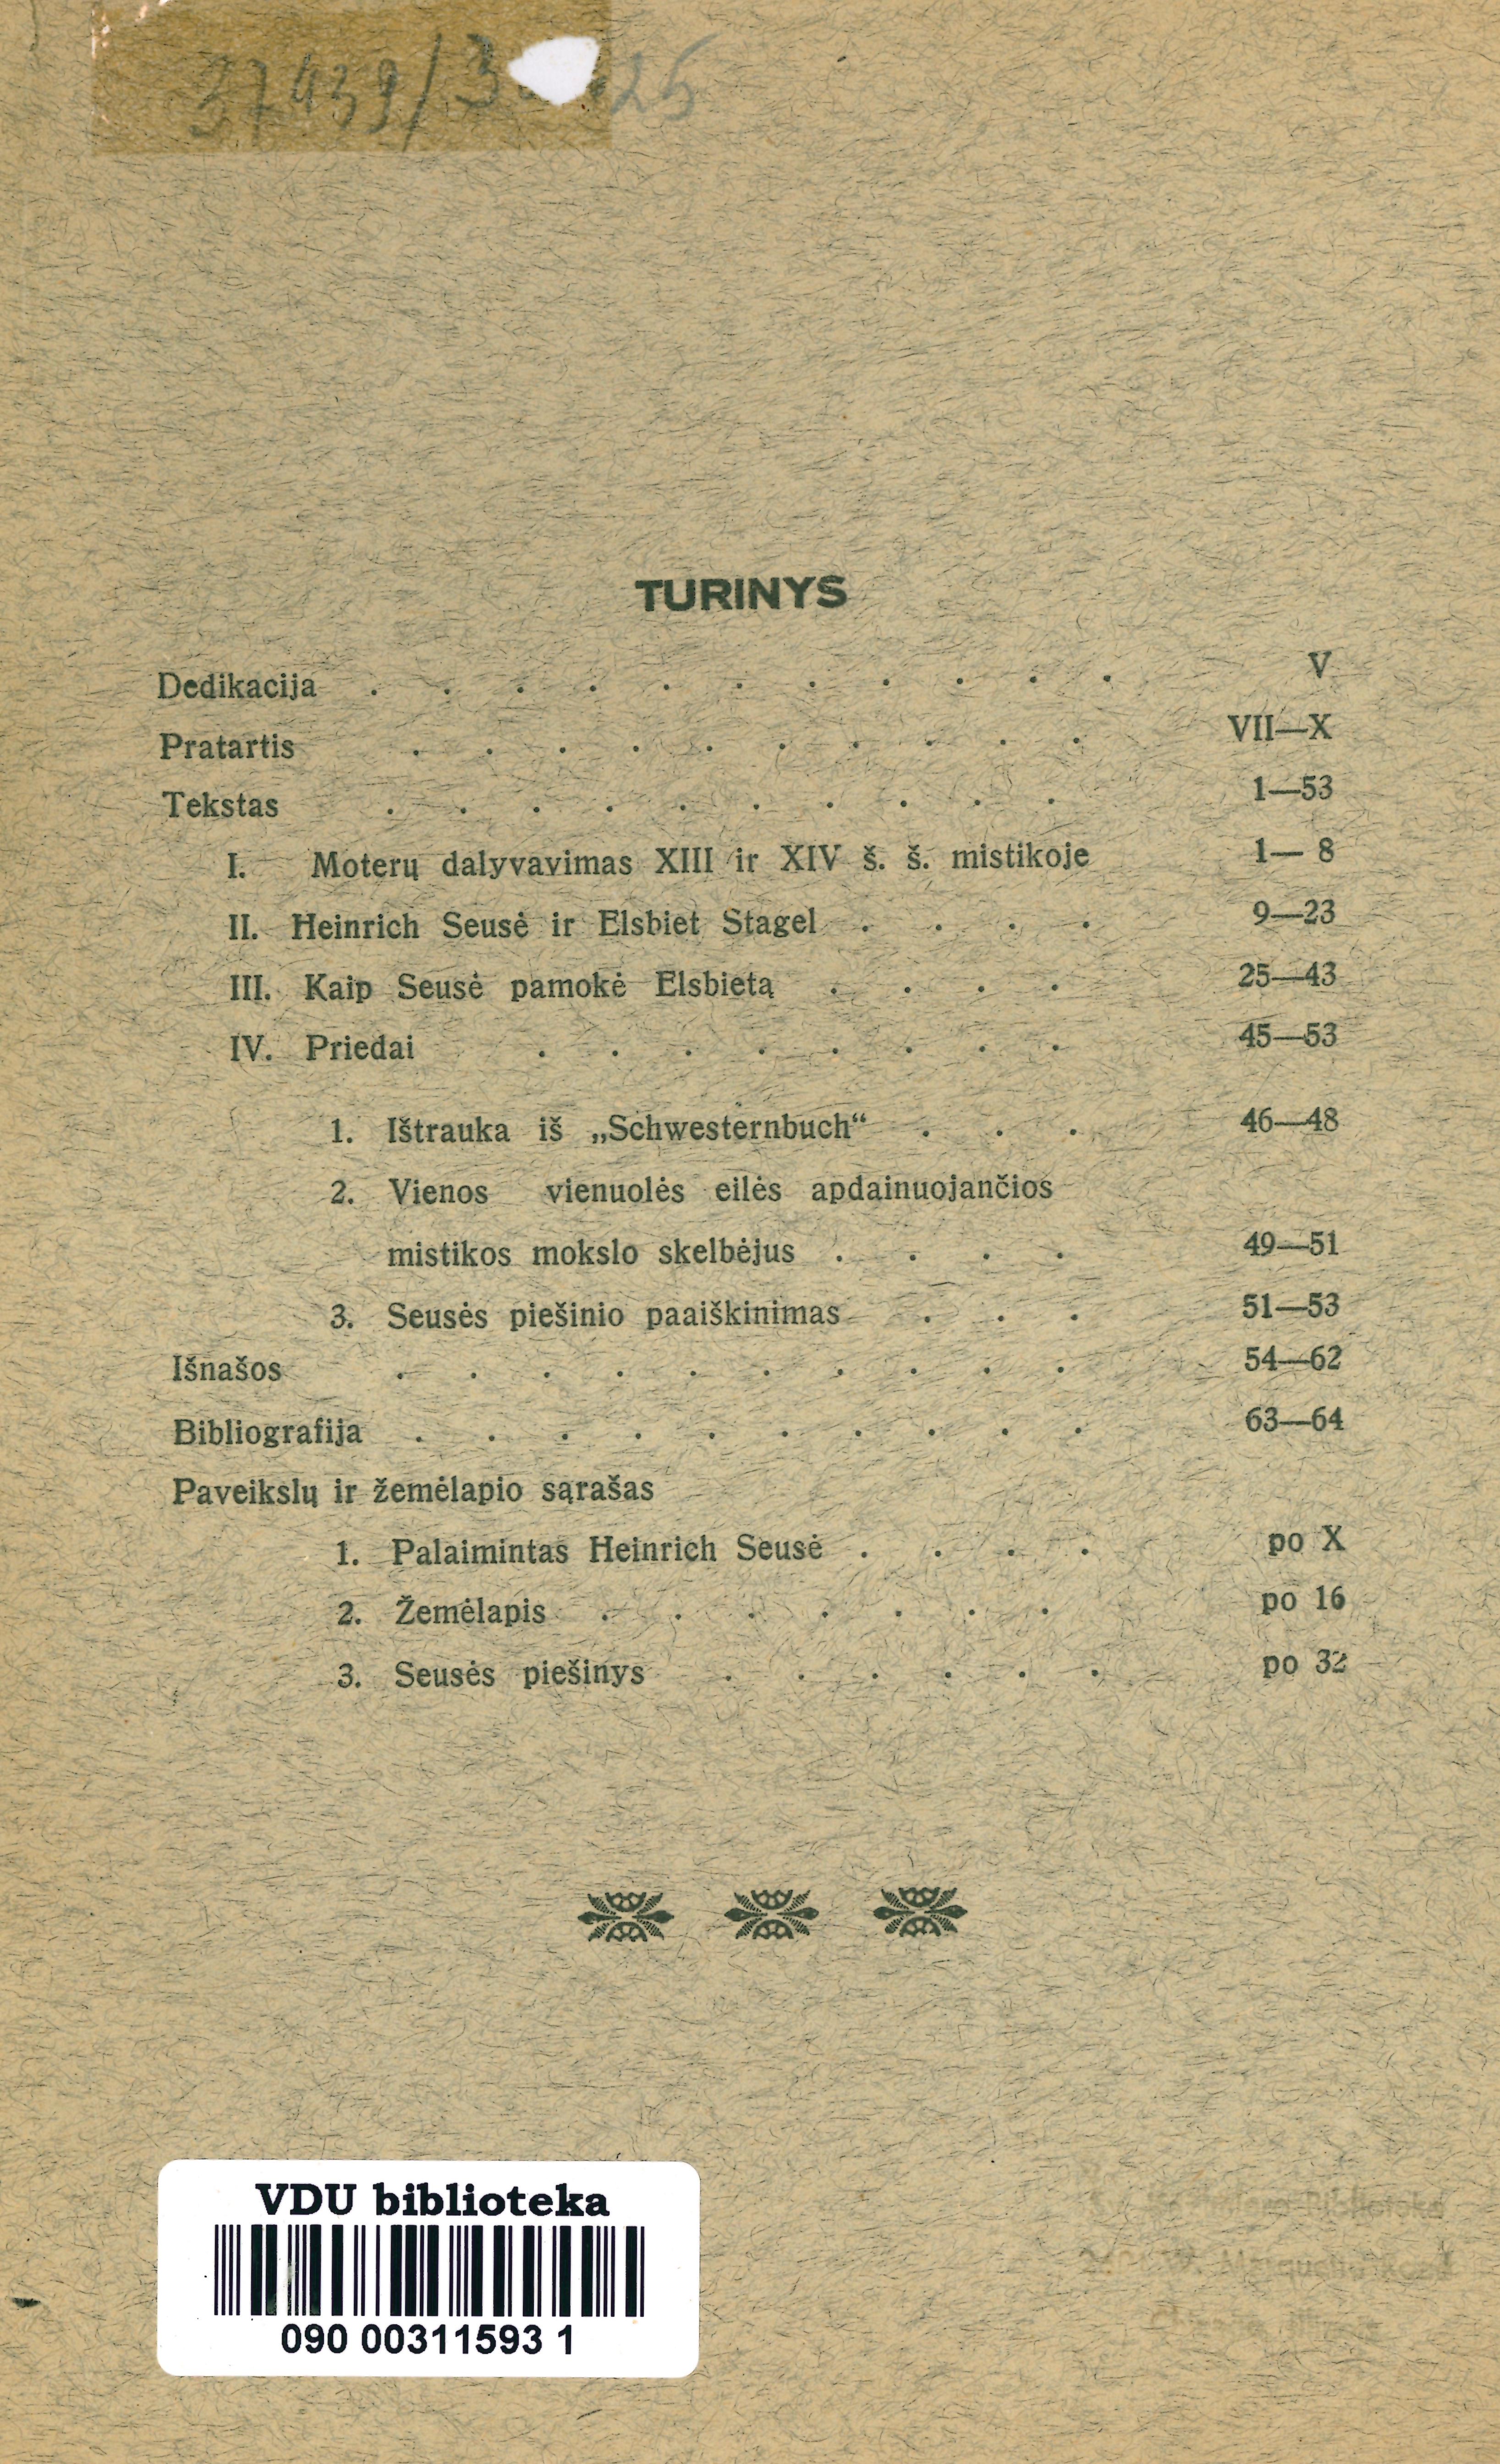 TURINYS
Dedikacija . . . . . . . . . . . V
Pratartis . . . . . . . . . . VII—X
Tekstas . . . . . . . . . . 1—53
I. Moterų dalyvavimas XIII ir XIV š. š. mistikoje 1— 8
II. Heinrich Seusė ir Elsbiet Stagel . . . . 9—23
III. Kaip Seusė pamokė Elsbietą . . . . 25—43
IV. Priedai . . . . . . . . 45—53
1. Ištrauka iš „Schwesternbuch“ . . . 46—48
2. Vienos vienuolės eilės apdainuojančios
mistikos mokslo skelbėjus . . . . 49—51
3. Seusės piešinio paaiškinimas . . . 51—53
Išnašos . . . . . . . . . . 54—62
Bibliografija . . . . . . . . . . 63—64
Paveikslų ir žemėlapio sąrašas
1. Palaimintas Heinrich Seusė . . . . po X
2. Žemėlapis . . . . . . . po 16
3. Seusės piešinys . . . . . . po 32
VDU biblioteka
090 00311593 1
Biblioteka